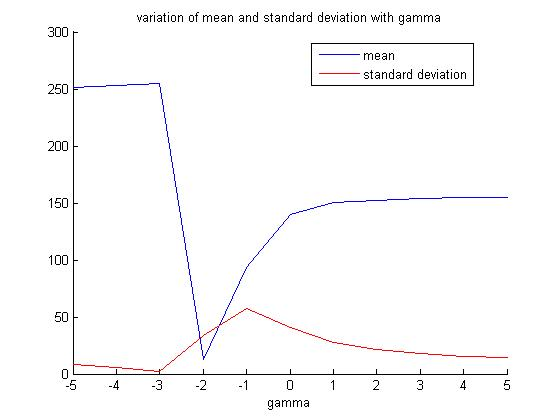 variation of mean and standard deviation with gamma
mean
standard deviation
300
250
200
150
100
50
0
-5 -4 -3 -2 -1 0 1 2 3 4 5
gamma